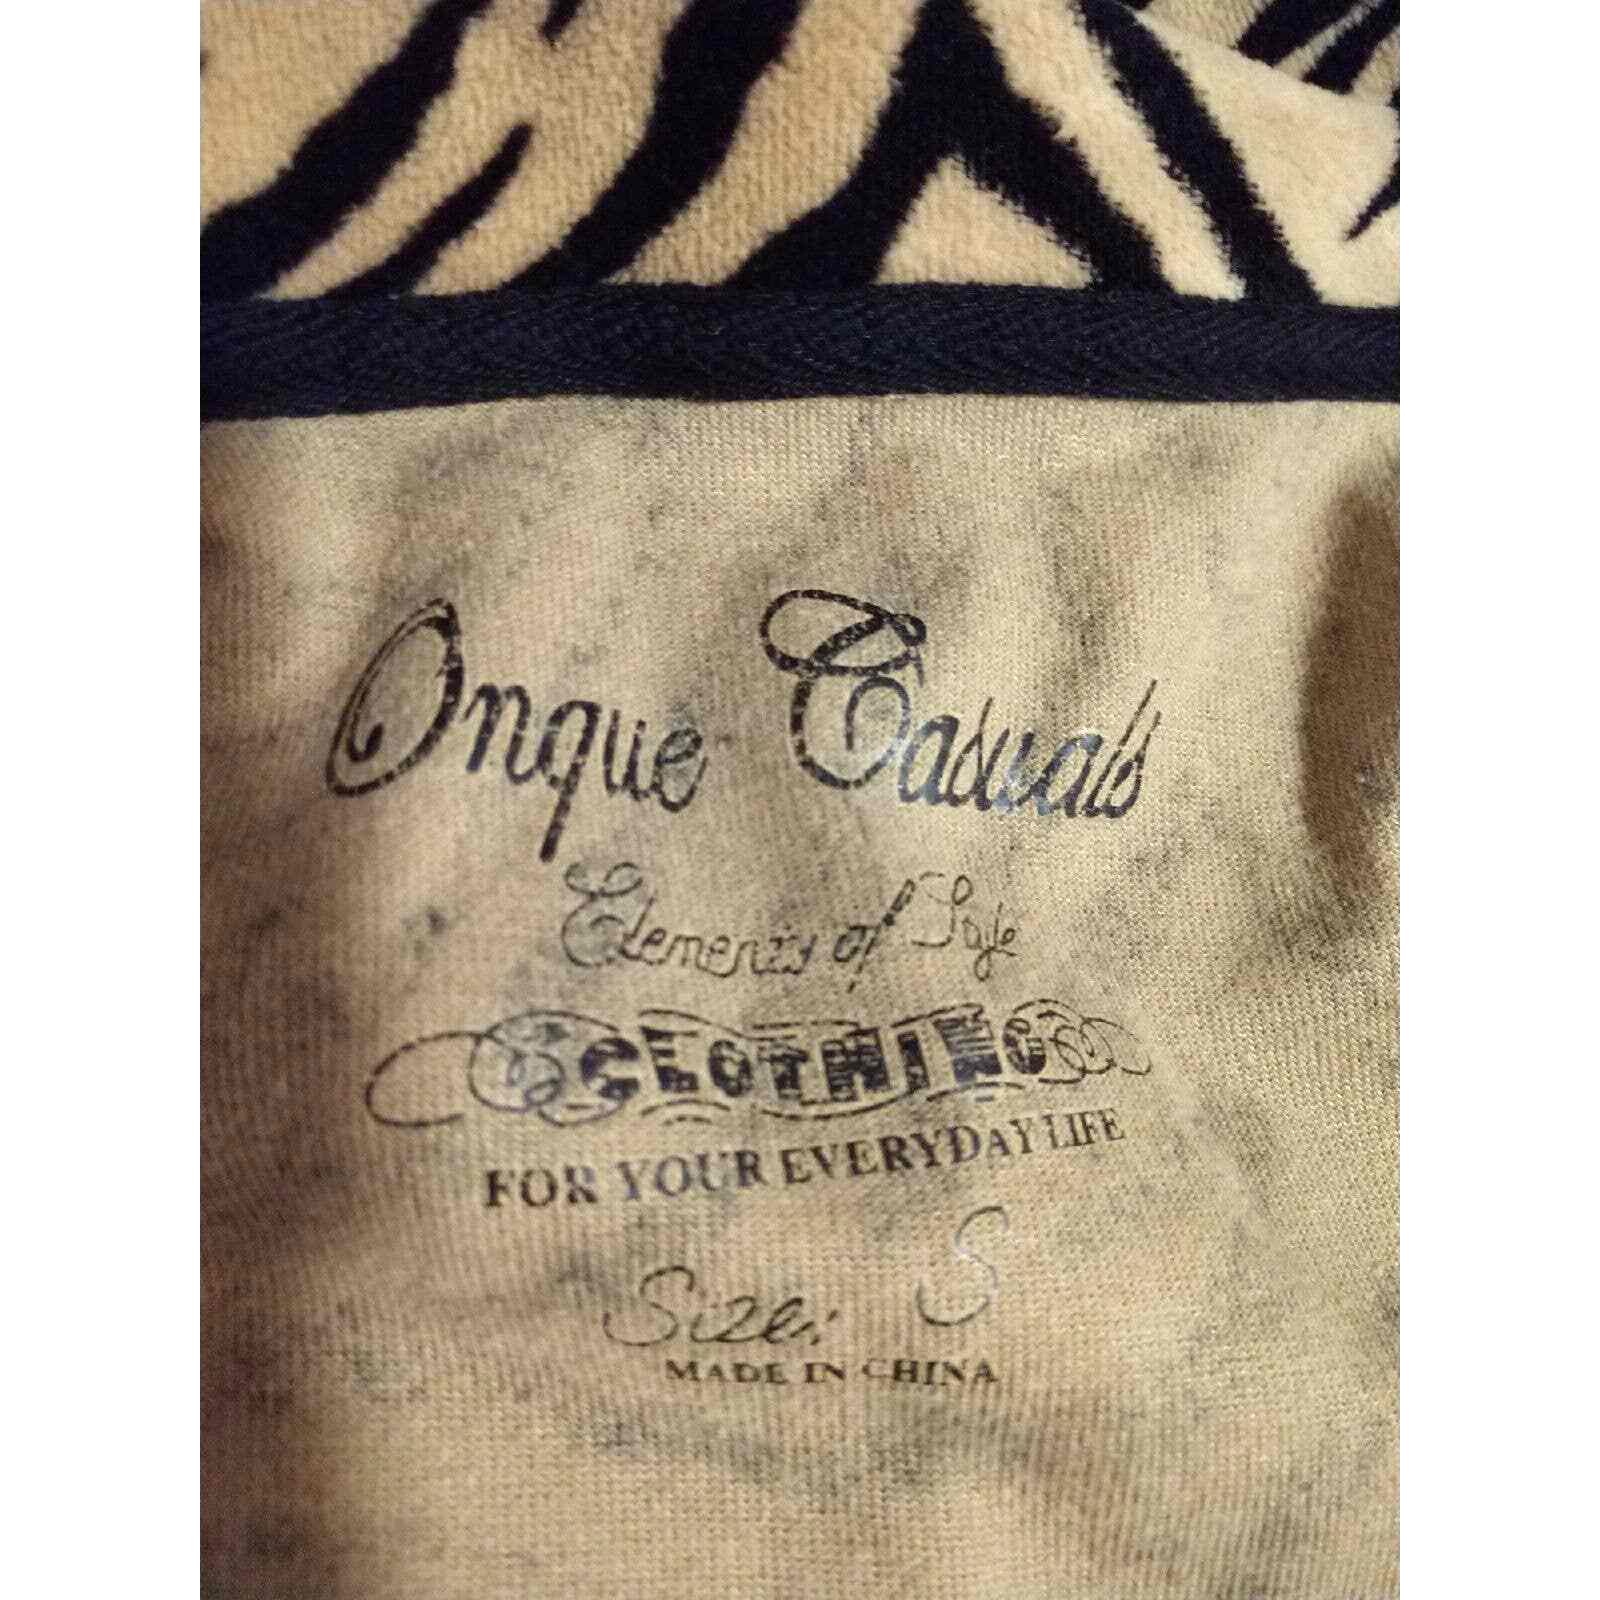 Onque Casuals
Elements of Style
CLOTHING
FOR YOUR EVERYDAY LIFE
Size: S
MADE IN CHINA